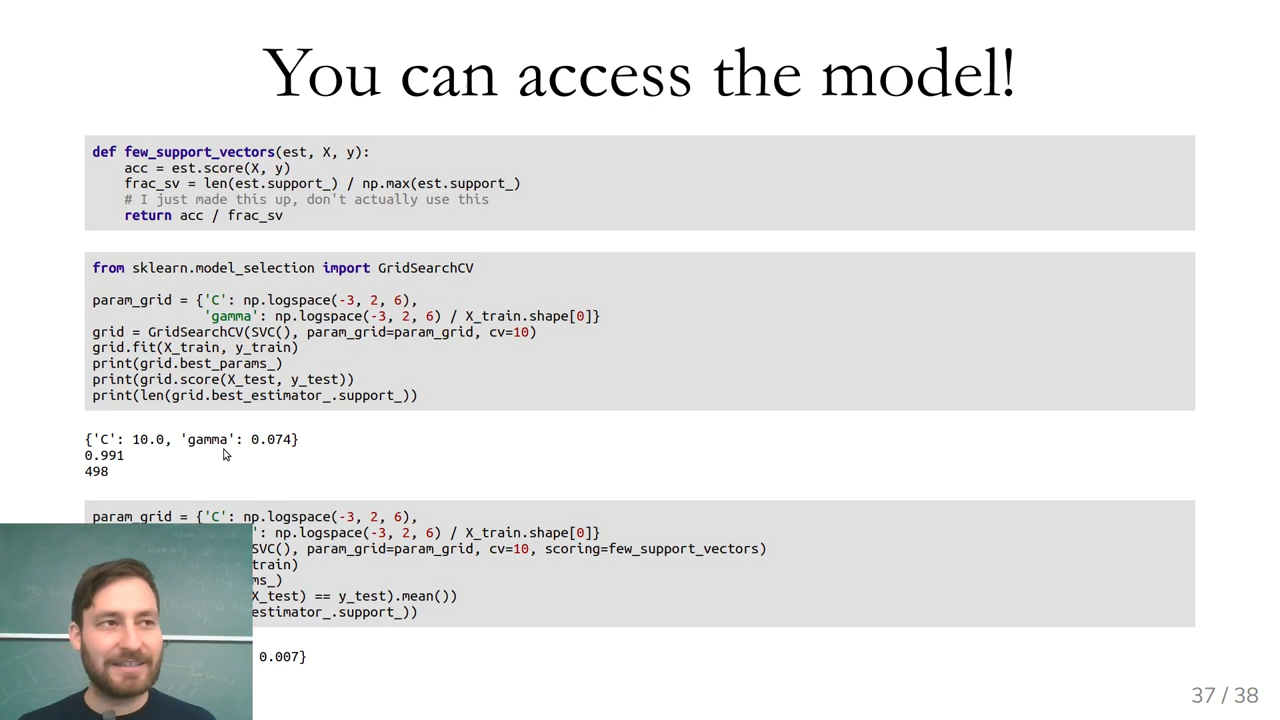 You can access the model!
def few_support_vectors(est, X, y):
    acc = est.score(X, y)
    frac_sv = len(est.support_) / np.max(est.support_)
    # I just made this up, don't actually use this
    return acc / frac_sv
from sklearn.model_selection import GridSearchCV
param_grid = {'C': np.logspace(-3, 2, 6),
              'gamma': np.logspace(-3, 2, 6) / X_train.shape[0]}
grid = GridSearchCV(SVC(), param_grid=param_grid, cv=10)
grid.fit(X_train, y_train)
print(grid.best_params_)
print(grid.score(X_test, y_test))
print(len(grid.best_estimator_.support_))
{'C': 10.0, 'gamma': 0.074}
0.991
498
param_grid = {'C': np.logspace(-3, 2, 6),
': np.logspace(-3, 2, 6) / X_train.shape[0]}
SVC(), param_grid=param_grid, cv=10, scoring=few_support_vectors)
train)
ms_)
X_test) == y_test).mean())
estimator_.support_))
0.007}
37 / 38